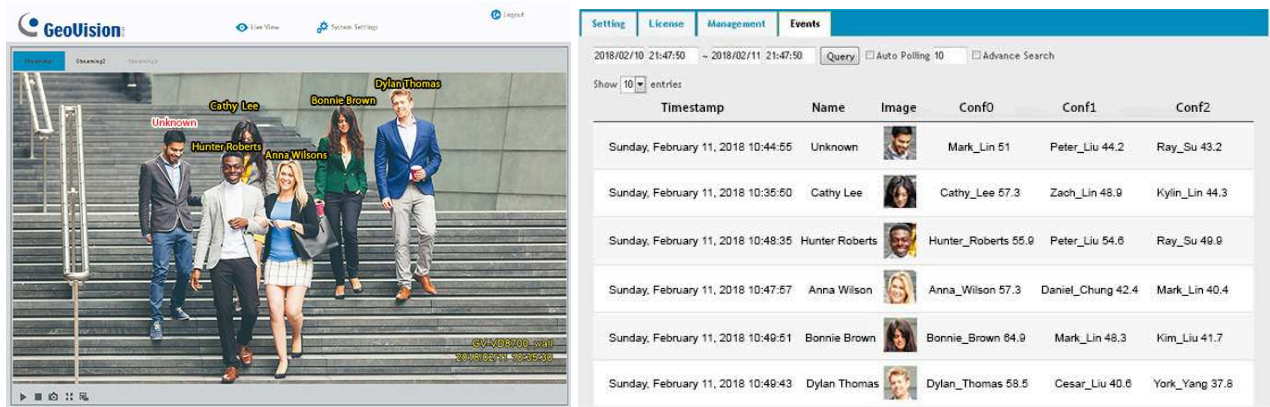 GeoVision
Live View
System Settings
Logout
Streaming1
Streaming2
Streaming3
Dylan Thomas
Cathy Lee
Bonnie Brown
Unknown
Hunter Roberts
Anna Wilsons
GV-VD8700_wall
2018/02/11 10:35:30
Setting License Management Events
2018/02/10 21:47:50 ~ 2018/02/11 21:47:50 Query Auto Polling 10 Advance Search
Show 10 entries
Timestamp Name Image Conf0 Conf1 Conf2
Sunday, February 11, 2018 10:44:55 Unknown Mark_Lin 51 Peter_Liu 44.2 Ray_Su 43.2
Sunday, February 11, 2018 10:35:50 Cathy Lee Cathy_Lee 57.3 Zach_Lin 48.9 Kylin_Lin 44.3
Sunday, February 11, 2018 10:48:35 Hunter Roberts Hunter_Roberts 55.9 Peter_Liu 54.6 Ray_Su 49.9
Sunday, February 11, 2018 10:47:57 Anna Wilson Anna_Wilson 57.3 Daniel_Chung 42.4 Mark_Lin 40.4
Sunday, February 11, 2018 10:49:51 Bonnie Brown Bonnie_Brown 64.9 Mark_Lin 48.3 Kim_Liu 41.7
Sunday, February 11, 2018 10:49:43 Dylan Thomas Dylan_Thomas 58.5 Cesar_Liu 40.6 York_Yang 37.8